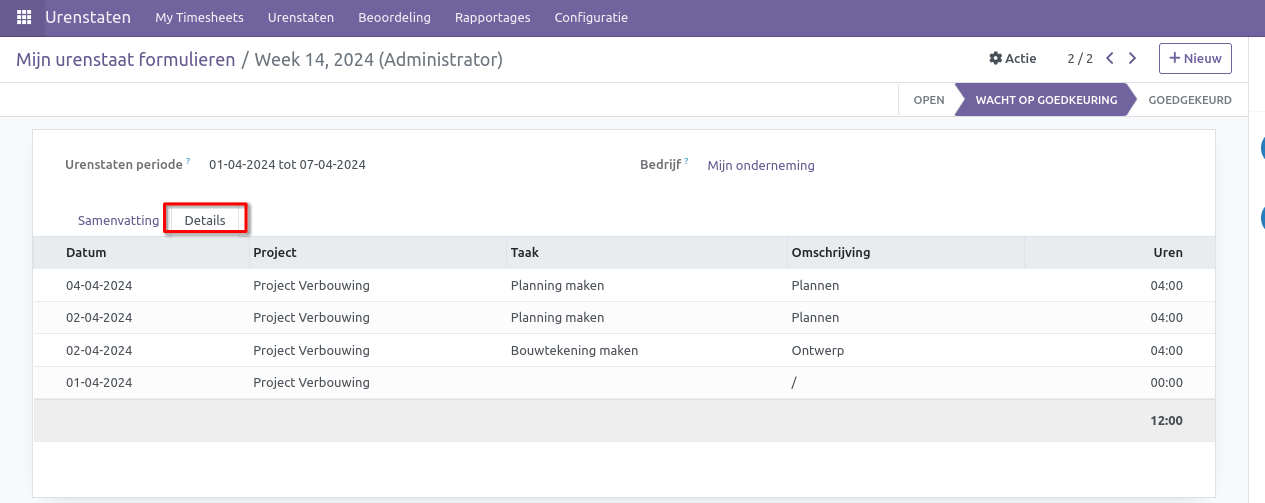 Urenstaten My Timesheets Urenstaten Beoordeling Rapportages Configuratie
Mijn urenstaat formulieren / Week 14, 2024 (Administrator) Actie 2 / 2 + Nieuw
OPEN WACHT OP GOEDKEURING GOEDGEKEURD
Urenstaten periode ? 01-04-2024 tot 07-04-2024 Bedrijf ? Mijn onderneming
Samenvatting Details
Datum Project Taak Omschrijving Uren
04-04-2024 Project Verbouwing Planning maken Plannen 04:00
02-04-2024 Project Verbouwing Planning maken Plannen 04:00
02-04-2024 Project Verbouwing Bouwtekening maken Ontwerp 04:00
01-04-2024 Project Verbouwing / 00:00
12:00